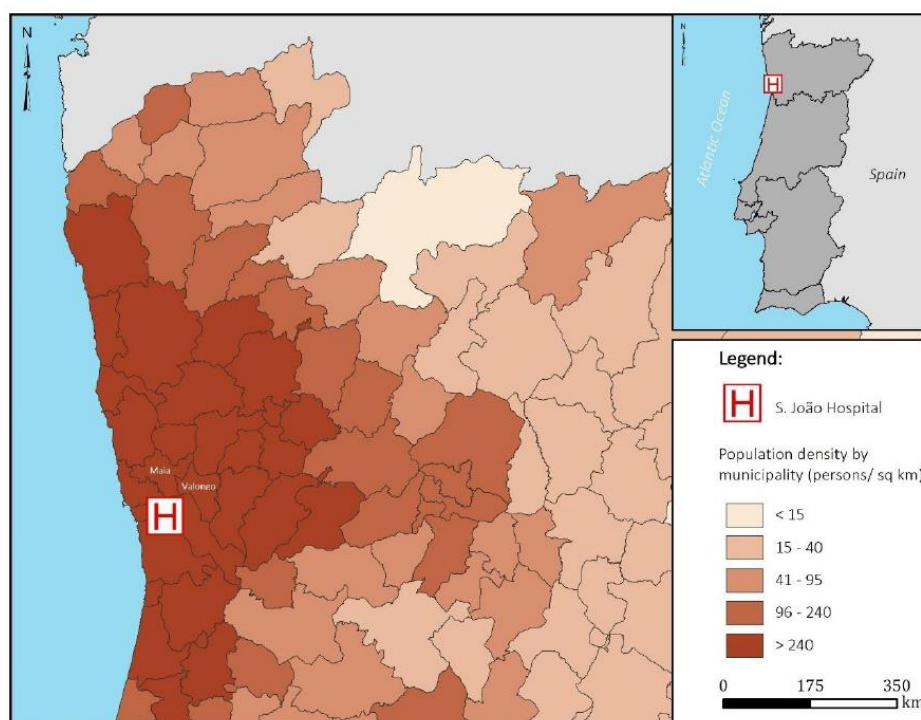 N
Maia
Valongo
H
N
H
Atlantic Ocean
Spain
Legend:
H S. João Hospital
Population density by
municipality (persons/ sq km)
< 15
15 - 40
41 - 95
96 - 240
> 240
0 175 350
km